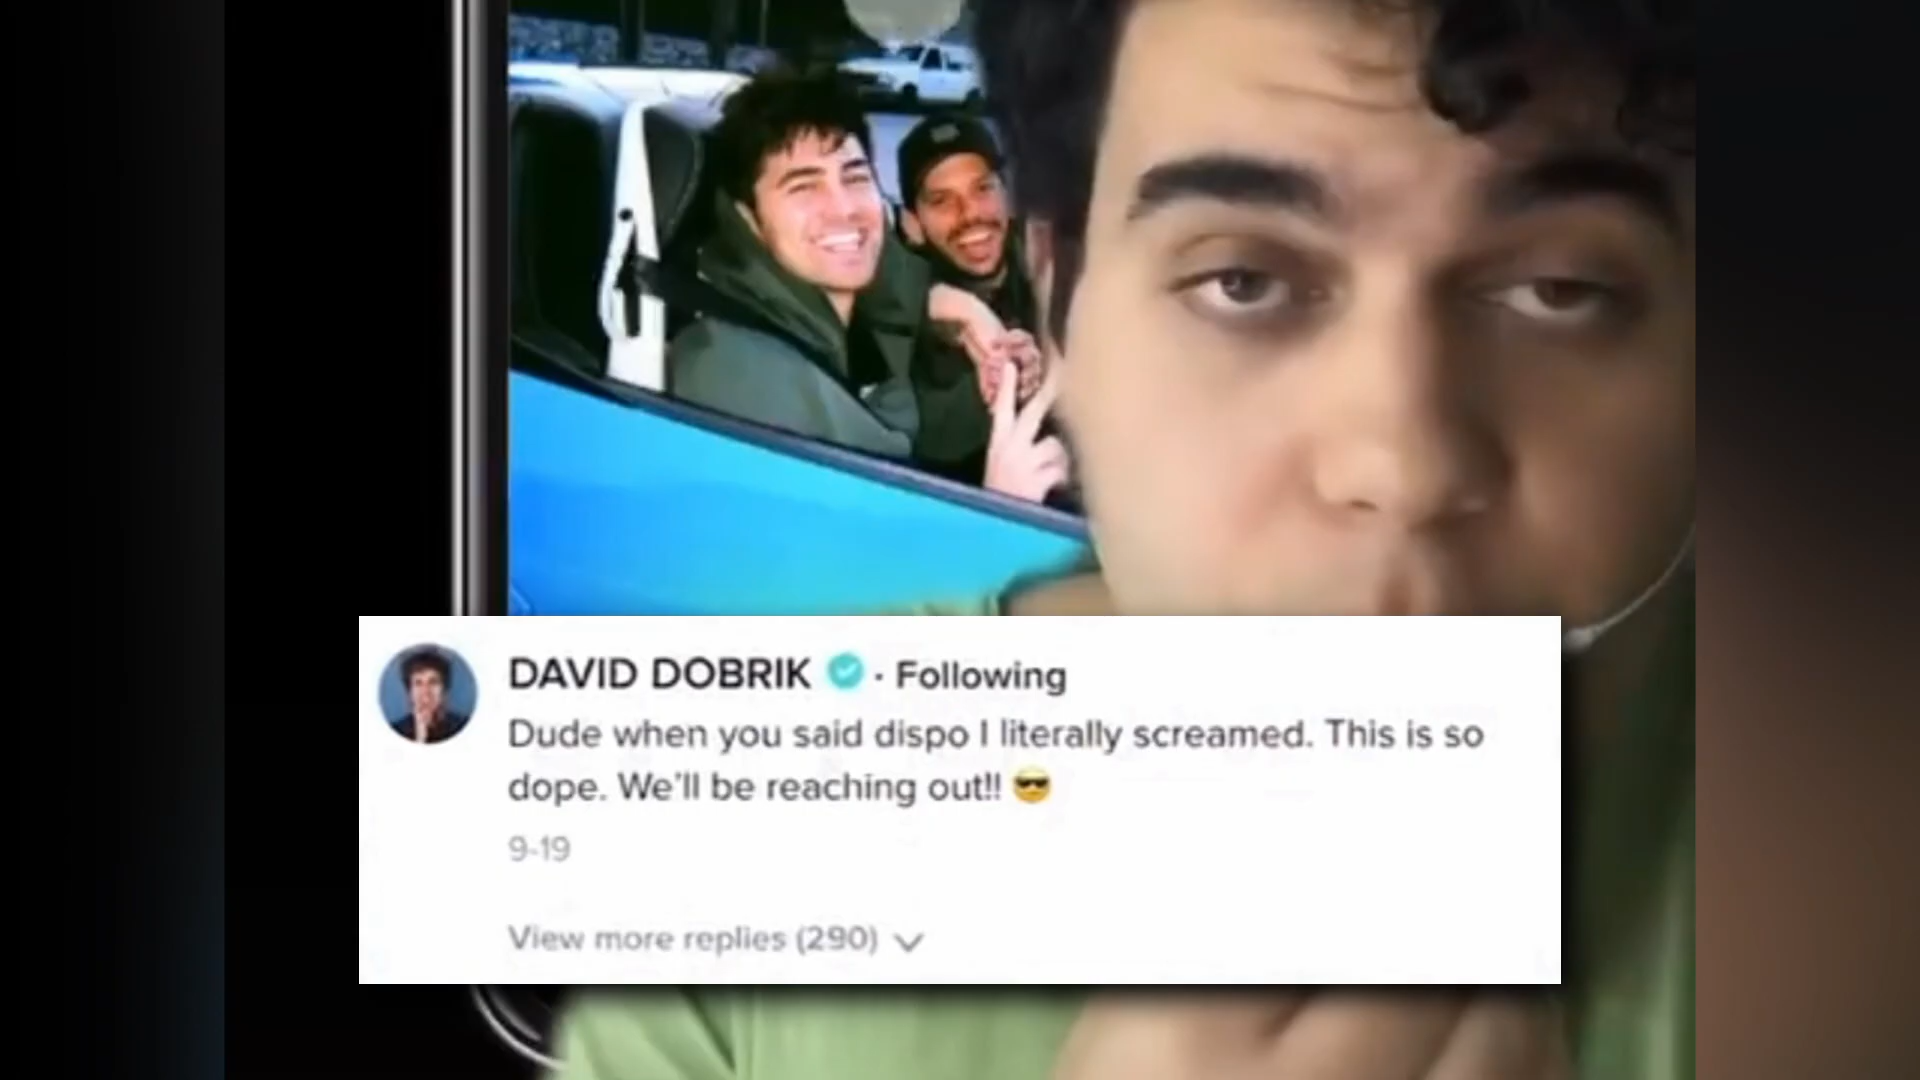 DAVID DOBRIK · Following
Dude when you said dispo I literally screamed. This is so
dope. We'll be reaching out!! 😎
9-19
View more replies (290)